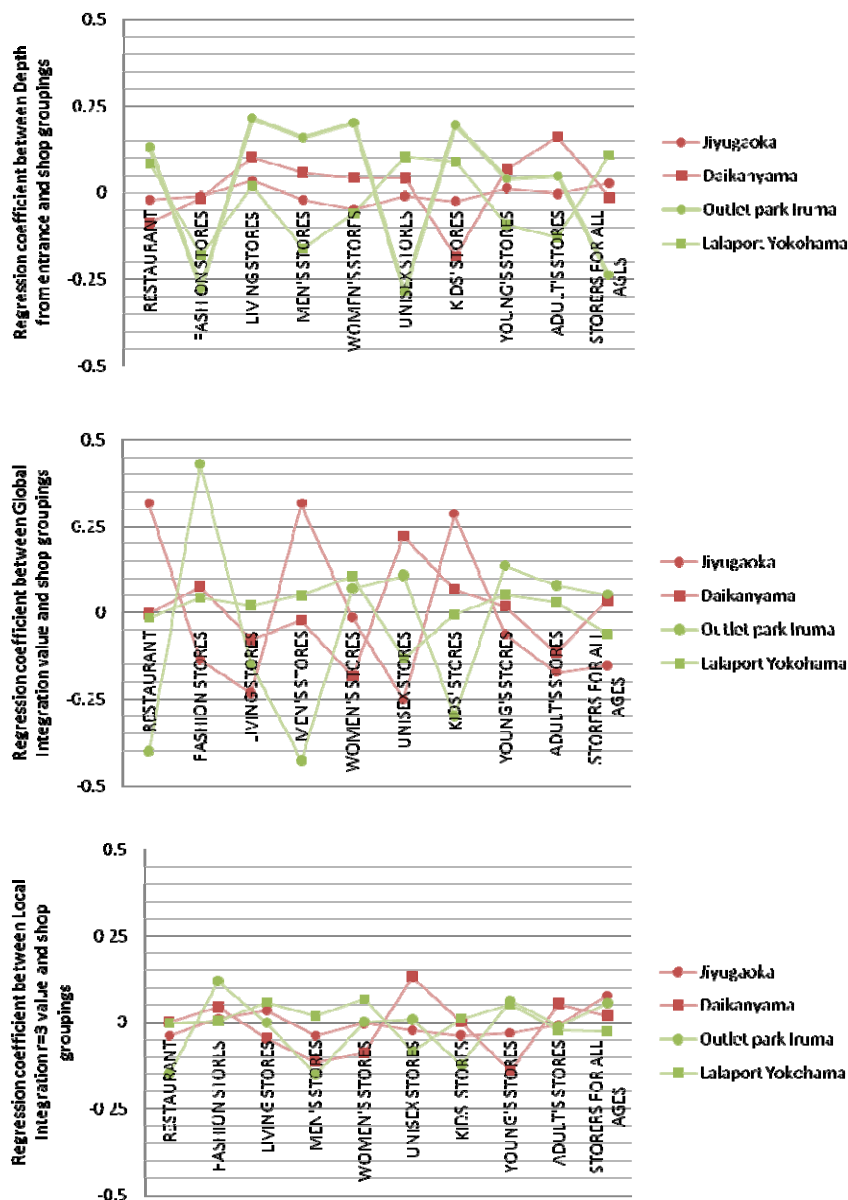 Regression coefficient between Depth
from entrance and shop groupings
0.5
0.75
0
-0.25
-0.5
RESTAURANT
FASHION STORES
LIVING STORES
MEN'S STORES
WOMEN'S STORES
UNISEX STORES
KIDS' STORES
YOUNG'S STORES
ADULT'S STORES
STORERS FOR ALL
AGES
Jiyugaoka
Daikanyama
Outlet park Iruma
Lalaport Yokohama
Regression coefficient between Global
Integration value and shop groupings
0.5
0.25
0
-0.25
-0.5
RESTAURANT
FASHION STORES
LIVING STORES
MEN'S STORES
WOMEN'S STORES
UNISEX STORES
KIDS' STORES
YOUNG'S STORES
ADULT'S STORES
STORERS FOR ALL
AGES
Jiyugaoka
Daikanyama
Outlet park Iruma
Lalaport Yokohama
Regression coefficient between Local
Integration r=3 value and shop
groupings
0.5
0 25
-0 25
-0.5
RESTAURANT
FASHION STORES
LIVING STORES
MEN'S STORES
WOMEN'S STORES
UNISEX STORES
KIDS STORES
YOUNG'S STORES
ADULT'S STORES
STORERS FOR ALL
AGES
Jiyugaoka
Daikanyama
Outlet park Iruma
Lalaport Yokohama